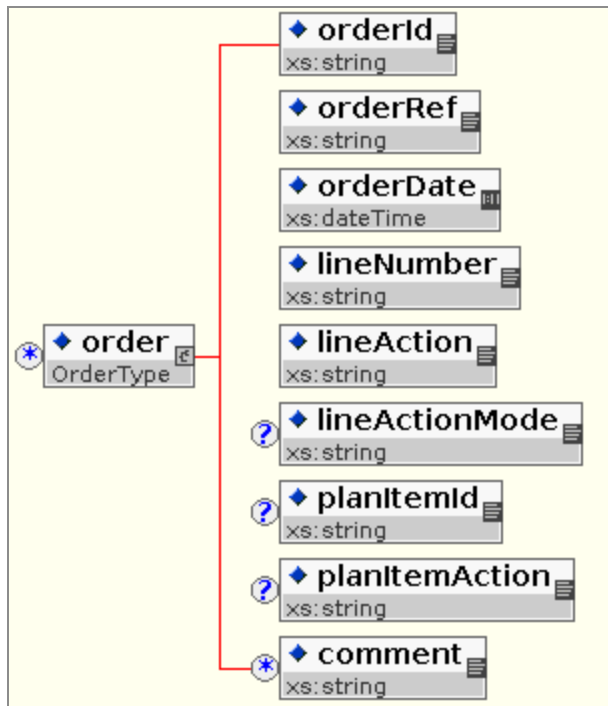 orderId
xs:string
orderRef
xs:string
orderDate
xs:dateTime
lineNumber
xs:string
* order
OrderType
lineAction
xs:string
? lineActionMode
xs:string
? planItemId
xs:string
? planItemAction
xs:string
* comment
xs:string